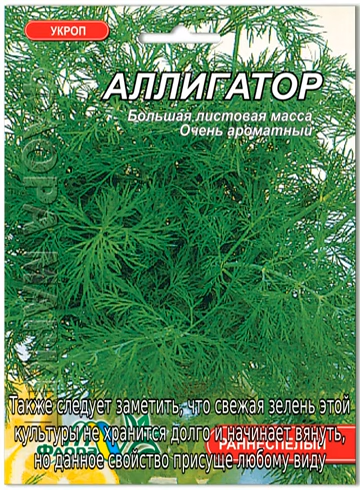 УКРОП
АЛЛИГАТОР
Большая листовая масса
Очень ароматный
Также следует заметить, что свежая зелень этой
культуры не хранится долго и начинает вянуть,
но данное свойство присуще любому виду
РАННЕСПЕЛЫЙ